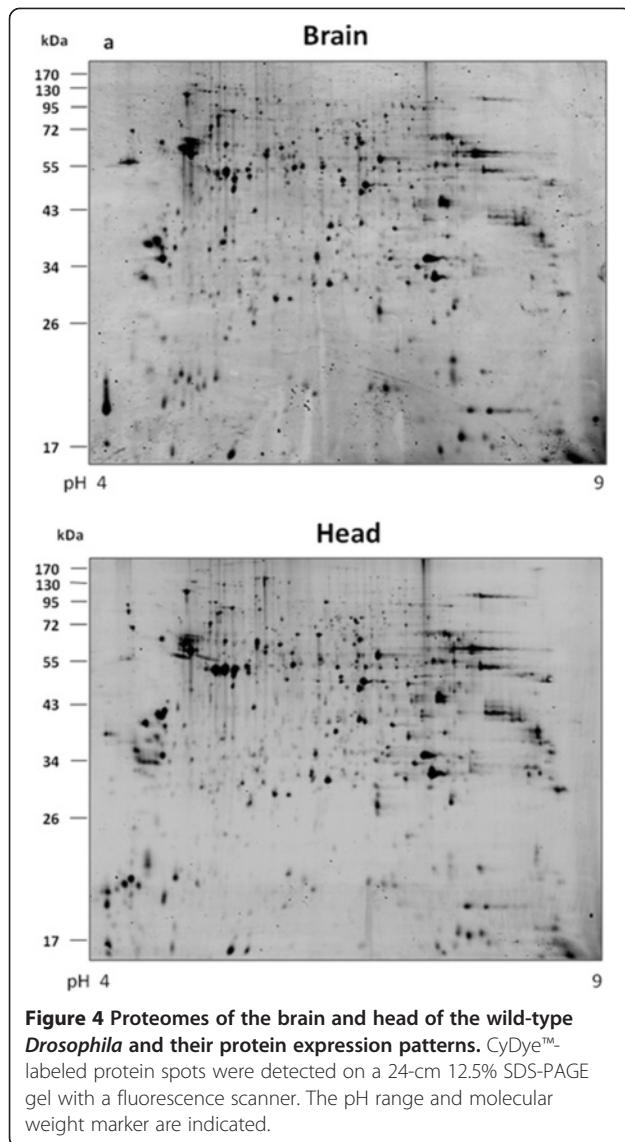 kDa
a
Brain
170
130
95
72
55
43
34
26
17
pH 4
9
kDa
Head
170
130
95
72
55
43
34
26
17
pH 4
9
Figure 4 Proteomes of the brain and head of the wild-type
Drosophila and their protein expression patterns. CyDye™-
labeled protein spots were detected on a 24-cm 12.5% SDS-PAGE
gel with a fluorescence scanner. The pH range and molecular
weight marker are indicated.